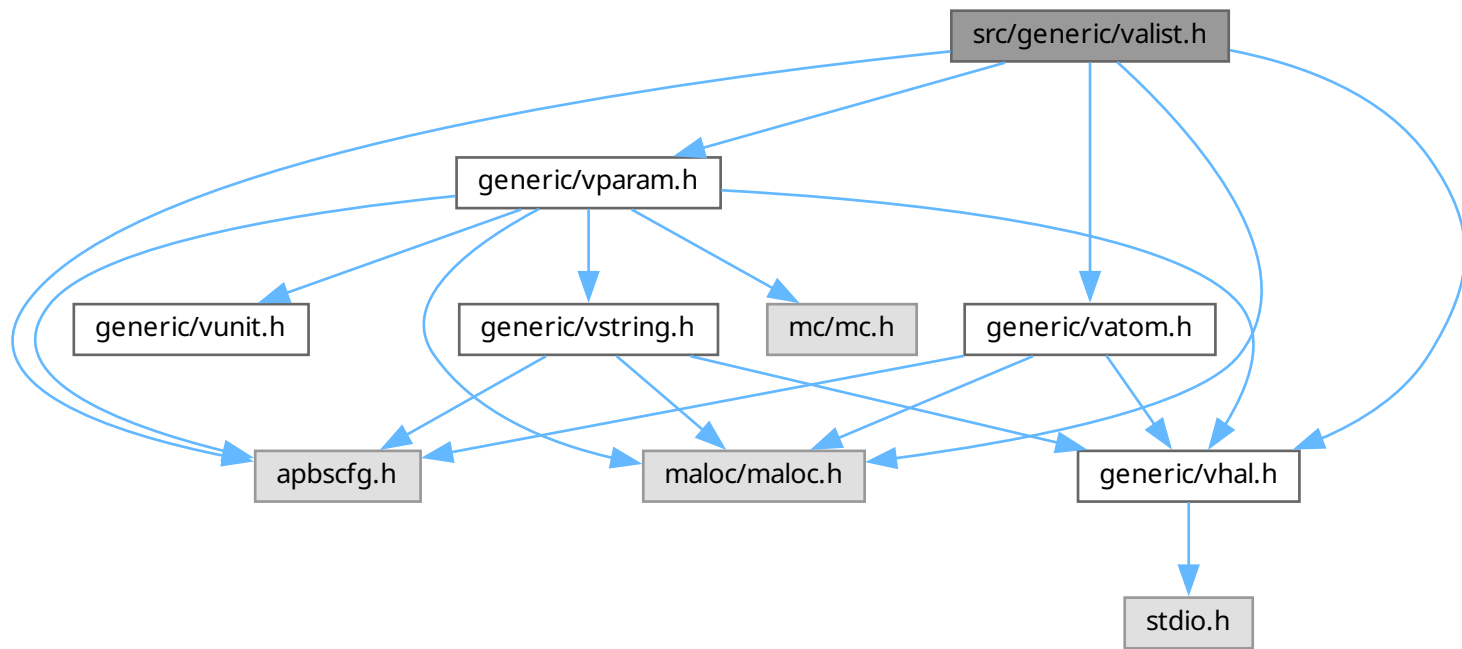 src/generic/valist.h
generic/vparam.h
generic/vunit.h
generic/vstring.h
mc/mc.h
generic/vatom.h
apbscfg.h
maloc/maloc.h
generic/vhal.h
stdio.h